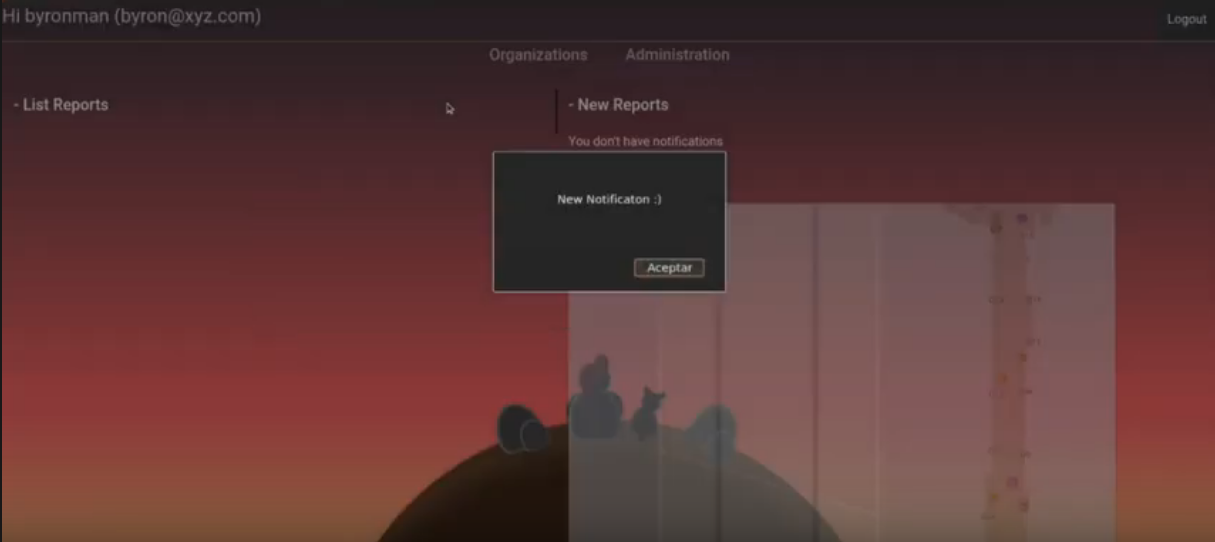 Hi byronman (byron@xyz.com)
Logout
Organizations
Administration
- List Reports
- New Reports
You don't have notifications
New Notificaton :)
Aceptar